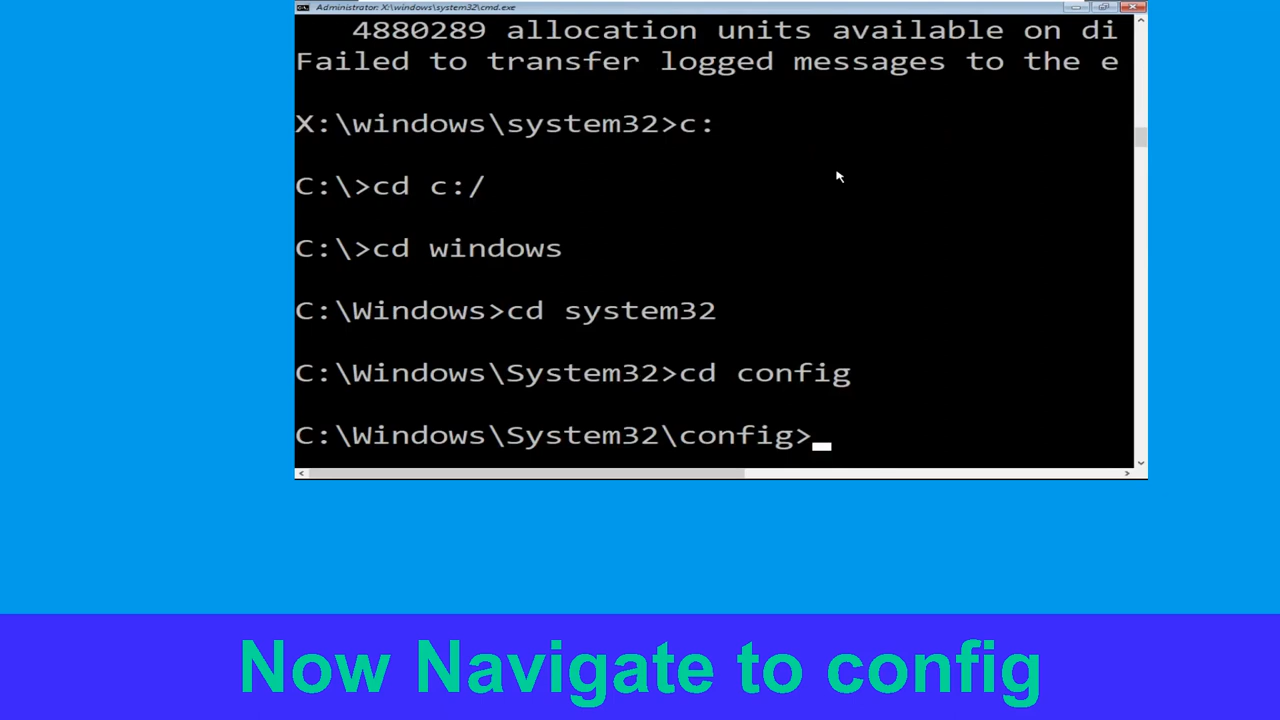 Administrator: X:\windows\system32\cmd.exe
4880289 allocation units available on di
Failed to transfer logged messages to the e
X:\windows\system32>c:
C:\>cd c:/
C:\>cd windows
C:\Windows>cd system32
C:\Windows\System32>cd config
C:\Windows\System32\config>
Now Navigate to config